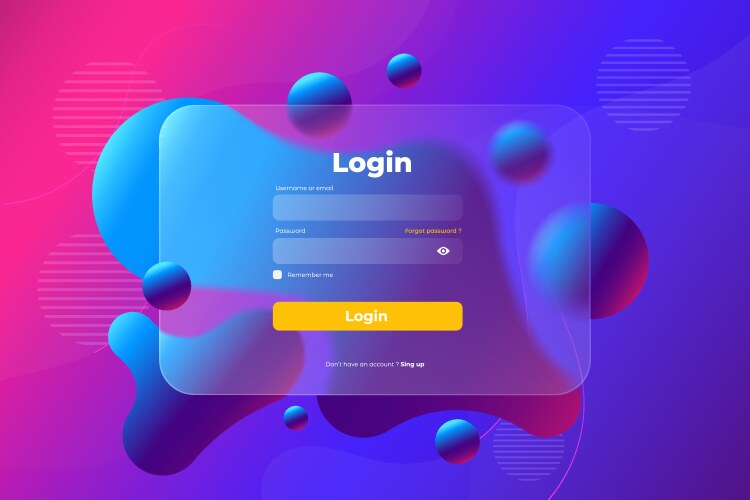 Login
Username or email
Password Forgot password ?
Remember me
Login
Don't have an account ? Sing up